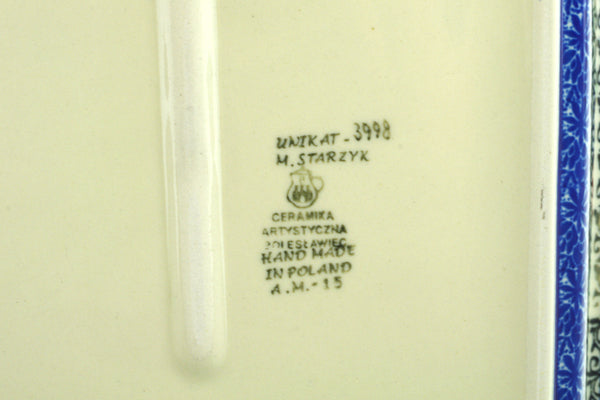 UNIKAT - 3998
M. STARZYK
CERAMIKA
ARTYSTYCZNA
BOLESŁAWIEC
HAND MADE
IN POLAND
A.M.-15